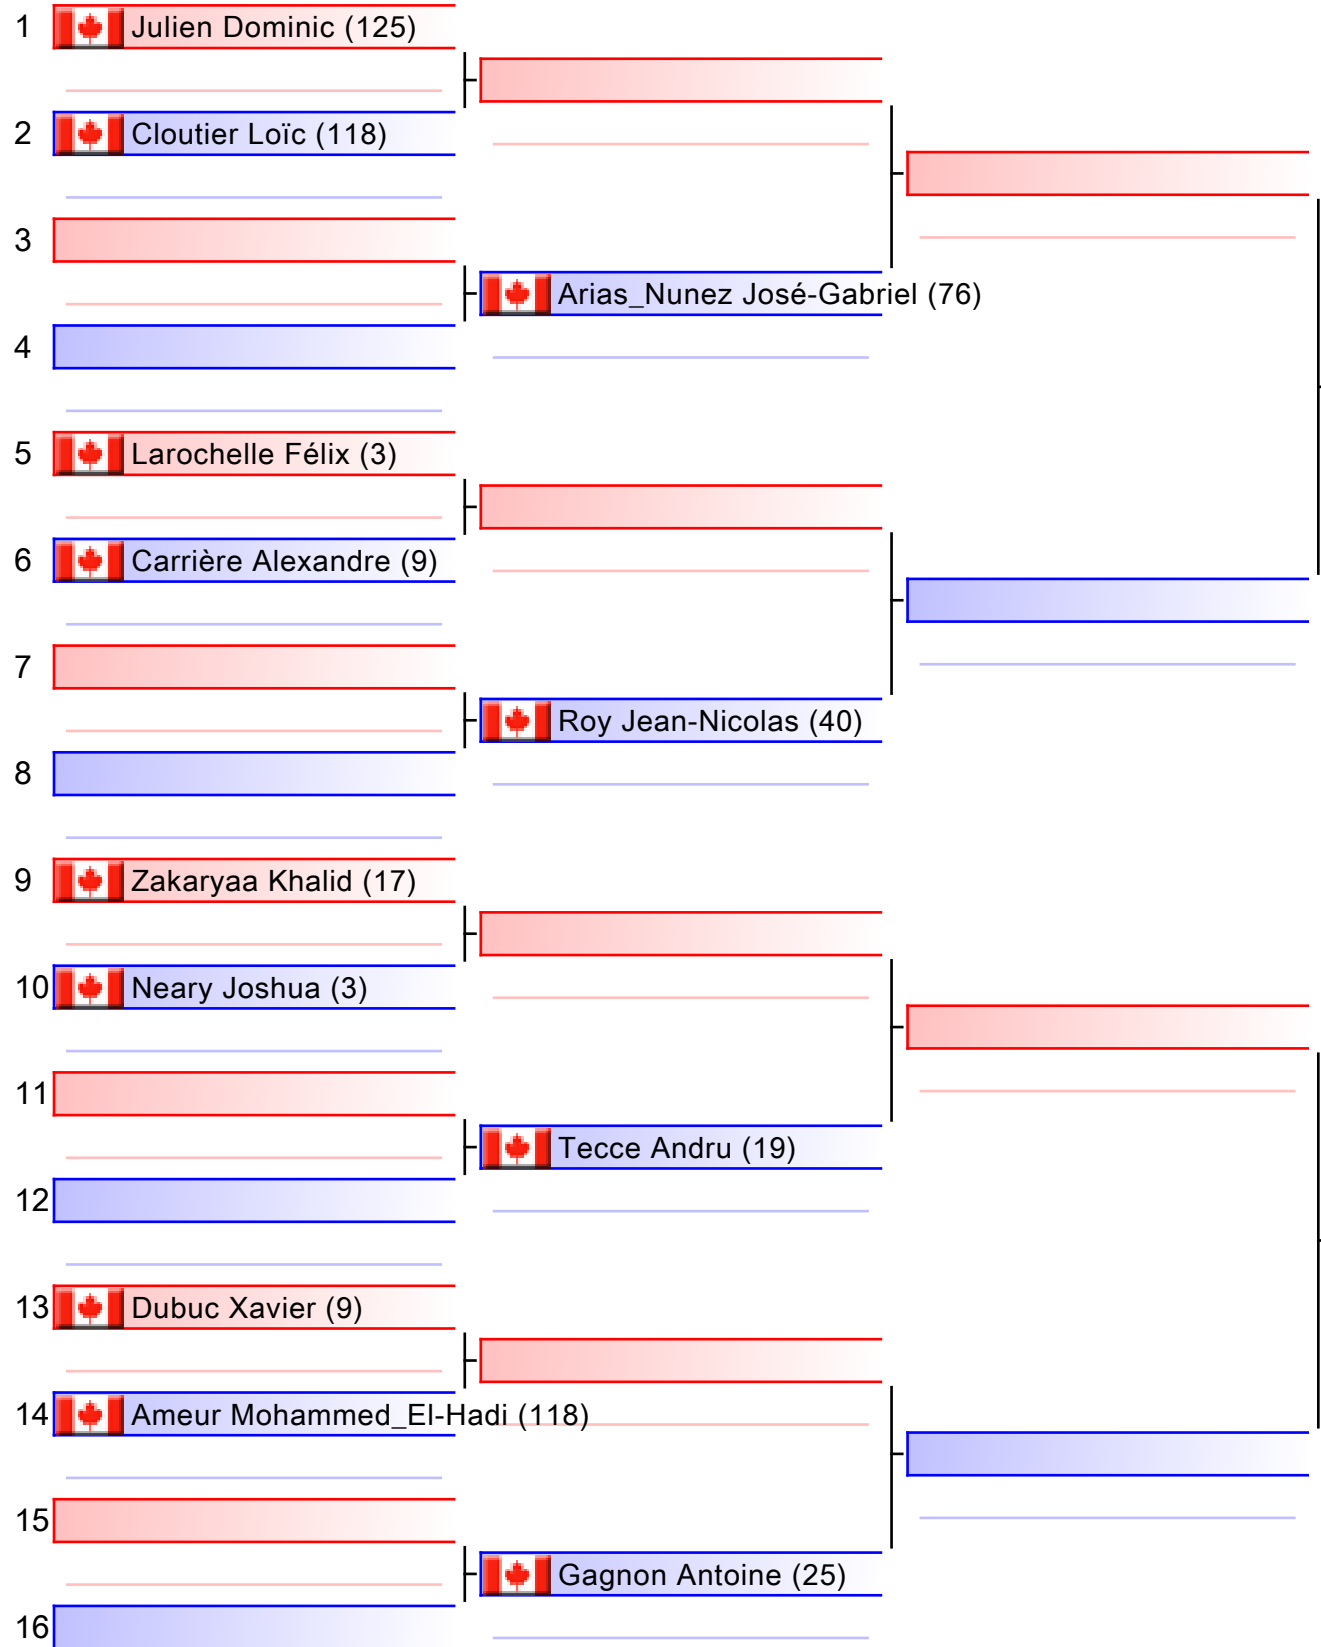 1 Julien Dominic (125)
2 Cloutier Loïc (118)
3
Arias_Nunez José-Gabriel (76)
4
5 Larochelle Félix (3)
6 Carrière Alexandre (9)
7
Roy Jean-Nicolas (40)
8
9 Zakaryaa Khalid (17)
10 Neary Joshua (3)
11
Tecce Andru (19)
12
13 Dubuc Xavier (9)
14 Ameur Mohammed_El-Hadi (118)
15
Gagnon Antoine (25)
16